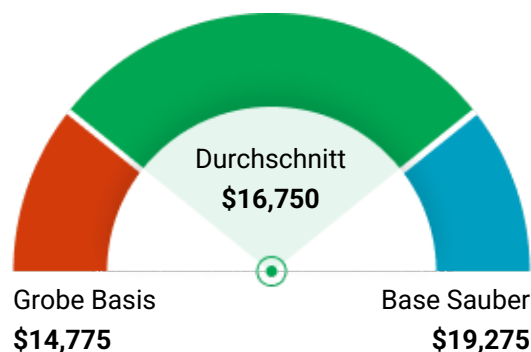 Durchschnitt
$16,750
Grobe Basis
$14,775
Base Sauber
$19,275